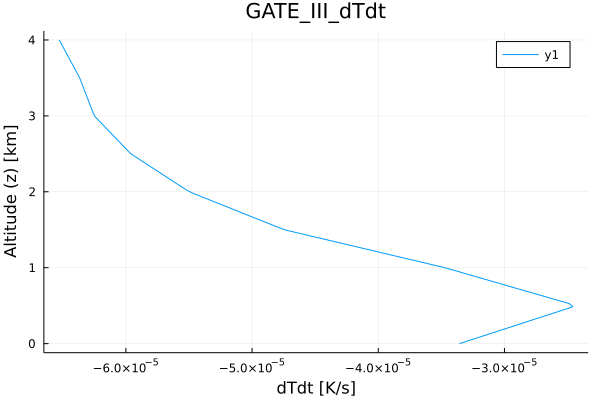 GATE_III_dTdt
y1
Altitude (z) [km]
4
3
2
1
0
−6.0×10⁻⁵
−5.0×10⁻⁵
−4.0×10⁻⁵
−3.0×10⁻⁵
dTdt [K/s]